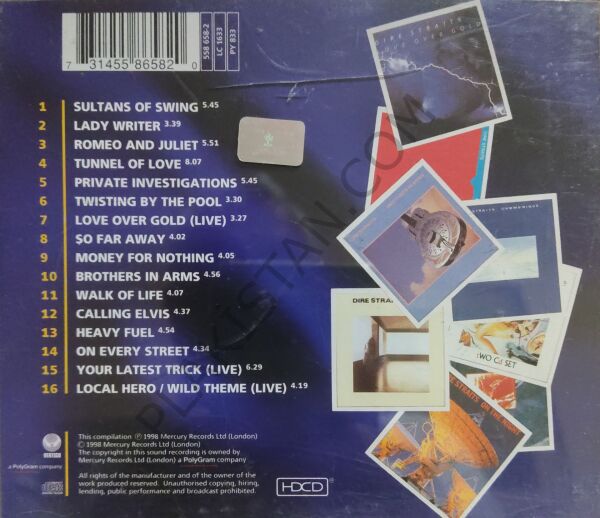 7 31455 86582 0
558 658-2
LC 1633
PY 833
1 SULTANS OF SWING 5.45
2 LADY WRITER 3.39
3 ROMEO AND JULIET 5.51
4 TUNNEL OF LOVE 8.07
5 PRIVATE INVESTIGATIONS 5.45
6 TWISTING BY THE POOL 3.30
7 LOVE OVER GOLD (LIVE) 3.27
8 SO FAR AWAY 4.02
9 MONEY FOR NOTHING 4.05
10 BROTHERS IN ARMS 4.56
11 WALK OF LIFE 4.07
12 CALLING ELVIS 4.37
13 HEAVY FUEL 4.54
14 ON EVERY STREET 4.34
15 YOUR LATEST TRICK (LIVE) 6.29
16 LOCAL HERO / WILD THEME (LIVE) 4.19
DIRE STRAITS
LOVE OVER GOLD
DIRE STRAI
TWO CD SET
STRAITS ON THE NIGHT
a PolyGram company
This compilation ℗ 1998 Mercury Records Ltd (London)
© 1998 Mercury Records Ltd (London)
The copyright in this sound recording is owned by
Mercury Records Ltd (London) a PolyGram company
All rights of the manufacturer and of the owner of the
work produced reserved. Unauthorised copying, hiring,
lending, public performance and broadcast prohibited.
HDCD